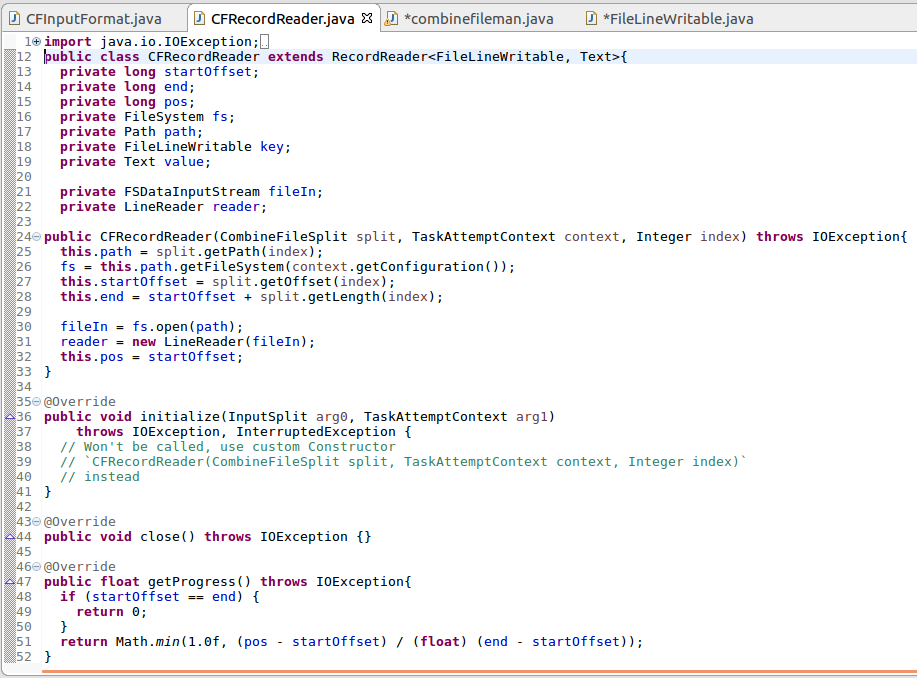 CFInputFormat.java CFRecordReader.java *combinefileman.java *FileLineWritable.java
1 import java.io.IOException;
12 public class CFRecordReader extends RecordReader<FileLineWritable, Text>{
13   private long startOffset;
14   private long end;
15   private long pos;
16   private FileSystem fs;
17   private Path path;
18   private FileLineWritable key;
19   private Text value;
20
21   private FSDataInputStream fileIn;
22   private LineReader reader;
23
24 public CFRecordReader(CombineFileSplit split, TaskAttemptContext context, Integer index) throws IOException{
25   this.path = split.getPath(index);
26   fs = this.path.getFileSystem(context.getConfiguration());
27   this.startOffset = split.getOffset(index);
28   this.end = startOffset + split.getLength(index);
29
30   fileIn = fs.open(path);
31   reader = new LineReader(fileIn);
32   this.pos = startOffset;
33 }
34
35 @Override
36 public void initialize(InputSplit arg0, TaskAttemptContext arg1)
37     throws IOException, InterruptedException {
38   // Won't be called, use custom Constructor
39   // `CFRecordReader(CombineFileSplit split, TaskAttemptContext context, Integer index)`
40   // instead
41 }
42
43 @Override
44 public void close() throws IOException {}
45
46 @Override
47 public float getProgress() throws IOException{
48   if (startOffset == end) {
49     return 0;
50   }
51   return Math.min(1.0f, (pos - startOffset) / (float) (end - startOffset));
52 }